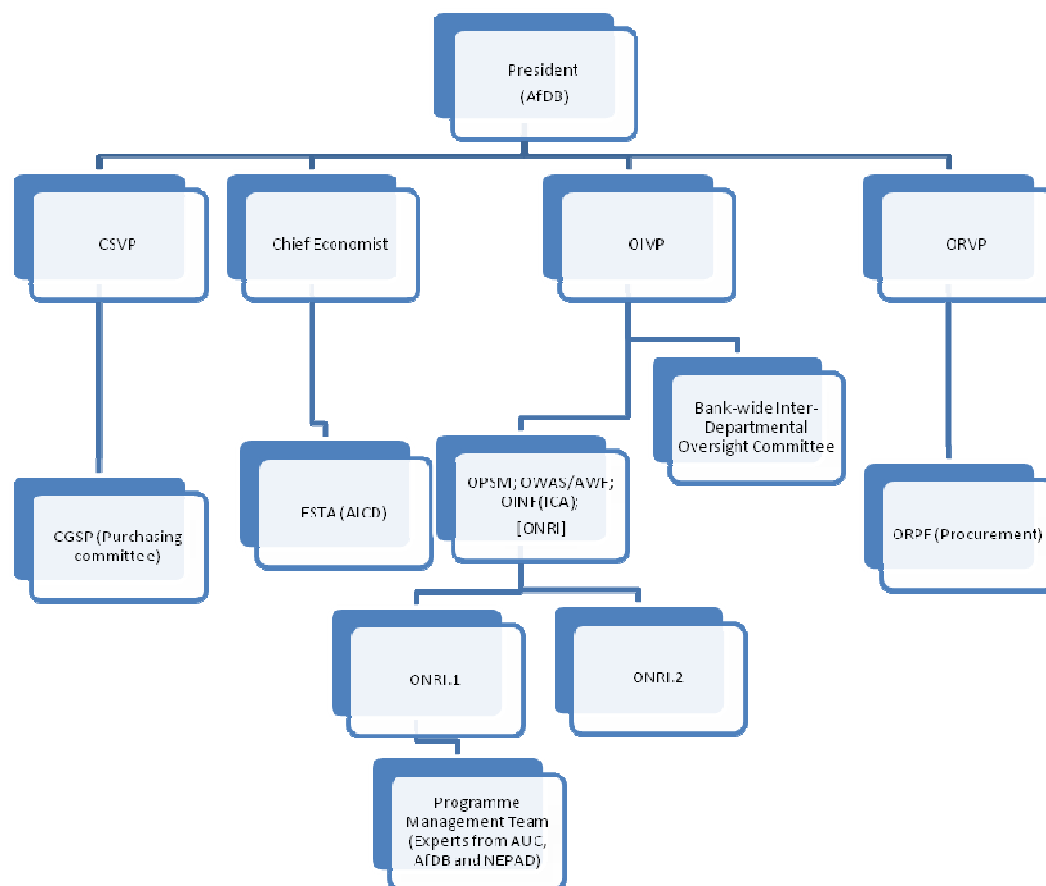 President
(AfDB)
CSVP
Chief Economist
OIVP
ORVP
Bank-wide Inter-
Departmental
Oversight Committee
CGSP (Purchasing
committee)
ESTA (AICD)
OPSM; OWAS/AWF;
OINF(ICA);
[ONRI]
ORPF (Procurement)
ONRI.1
ONRI.2
Programme
Management Team
(Experts from AUC,
AfDB and NEPAD)